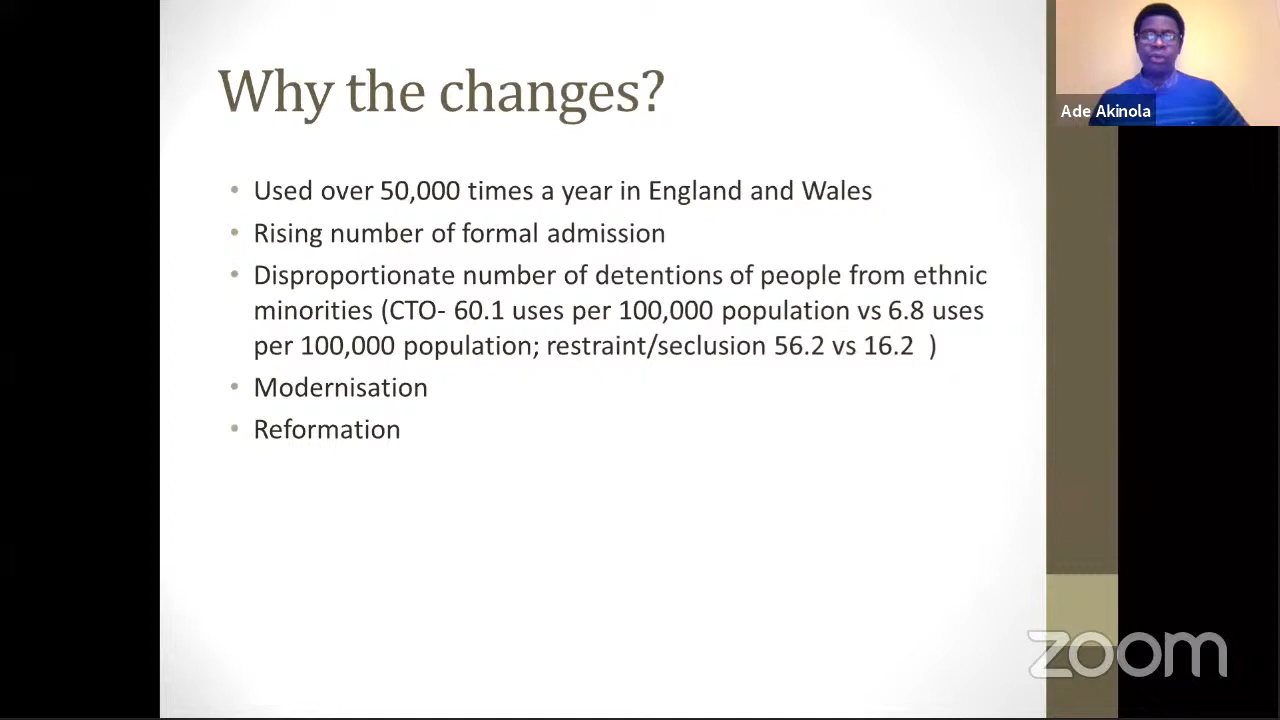 Why the changes?
Ade Akinola
• Used over 50,000 times a year in England and Wales
• Rising number of formal admission
• Disproportionate number of detentions of people from ethnic
minorities (CTO- 60.1 uses per 100,000 population vs 6.8 uses
per 100,000 population; restraint/seclusion 56.2 vs 16.2 )
• Modernisation
• Reformation
zoom